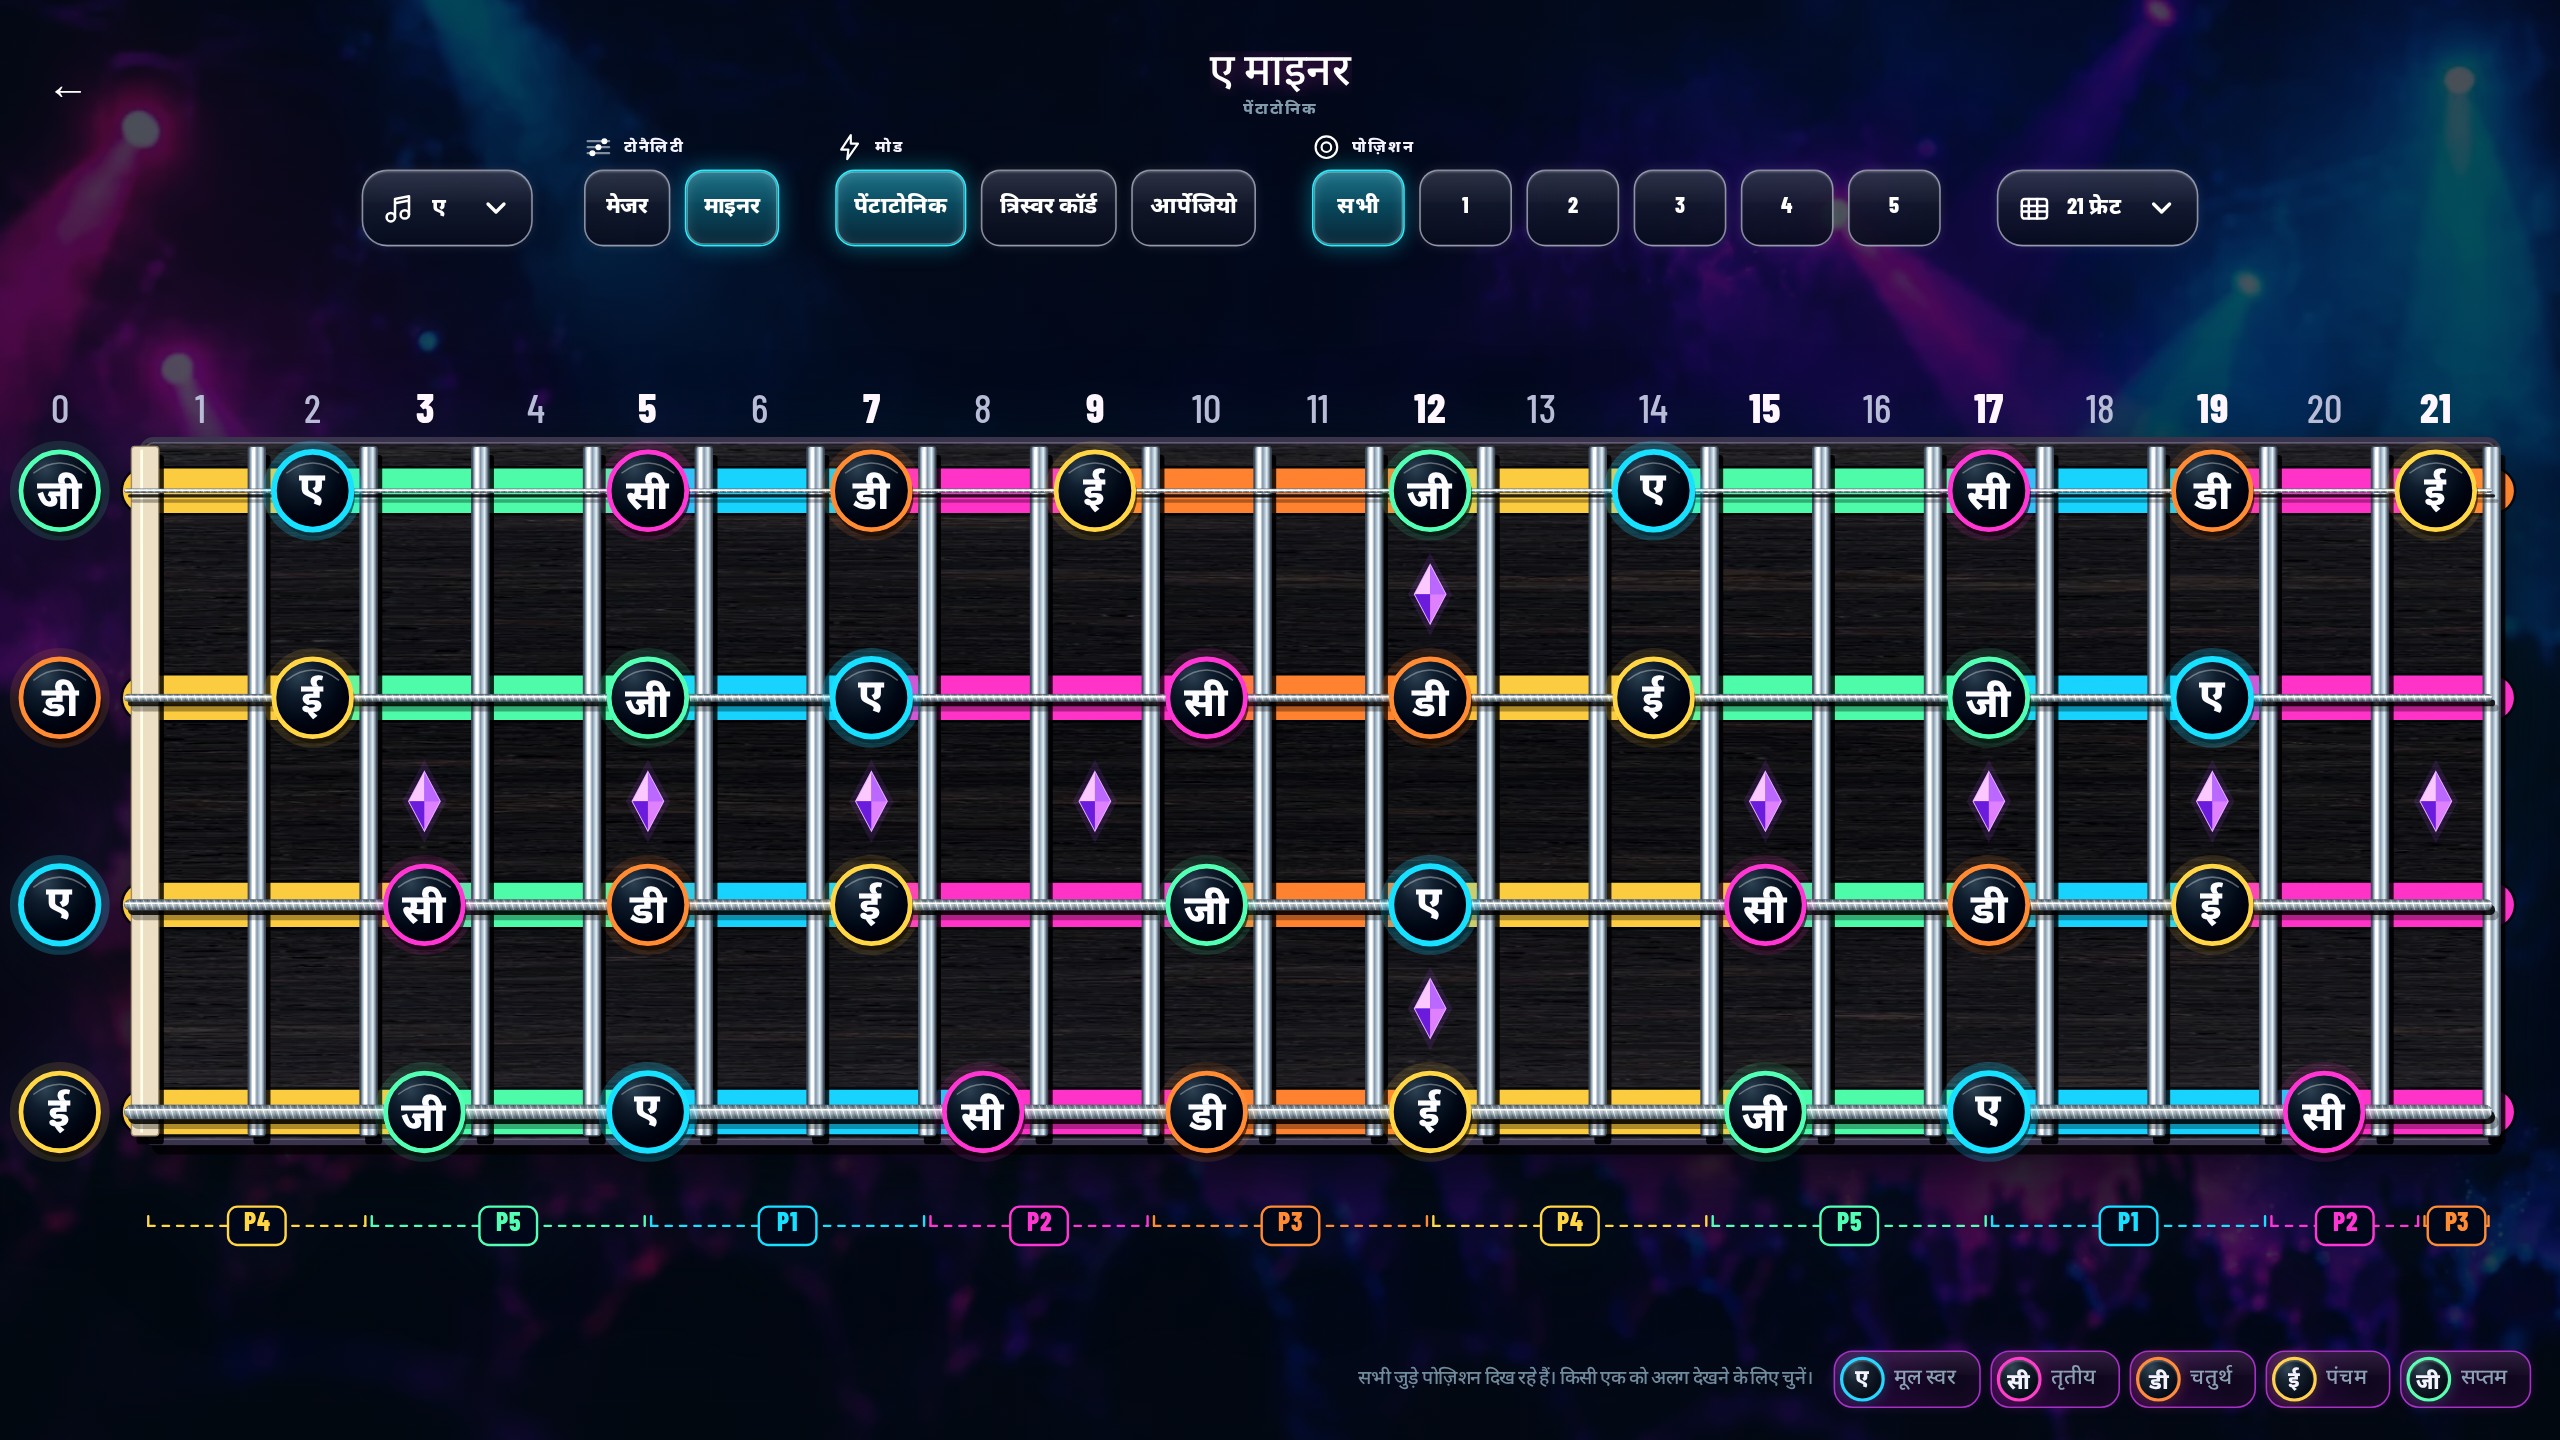 ←
ए माइनर
पेंटाटोनिक
टोनैलिटी
मोड
पोज़िशन
ए
मेजर
माइनर
पेंटाटोनिक
त्रिस्वर कॉर्ड
आर्पेजियो
सभी
1
2
3
4
5
21 फ्रेट
0 1 2 3 4 5 6 7 8 9 10 11 12 13 14 15 16 17 18 19 20 21
जी ए सी डी ई जी ए सी डी ई
डी ई जी ए सी डी ई जी ए
ए सी डी ई जी ए सी डी ई
ई जी ए सी डी ई जी ए सी
P4 P5 P1 P2 P3 P4 P5 P1 P2 P3
सभी जुड़े पोज़िशन दिख रहे हैं। किसी एक को अलग देखने के लिए चुनें।
ए मूल स्वर
सी तृतीय
डी चतुर्थ
ई पंचम
जी सप्तम